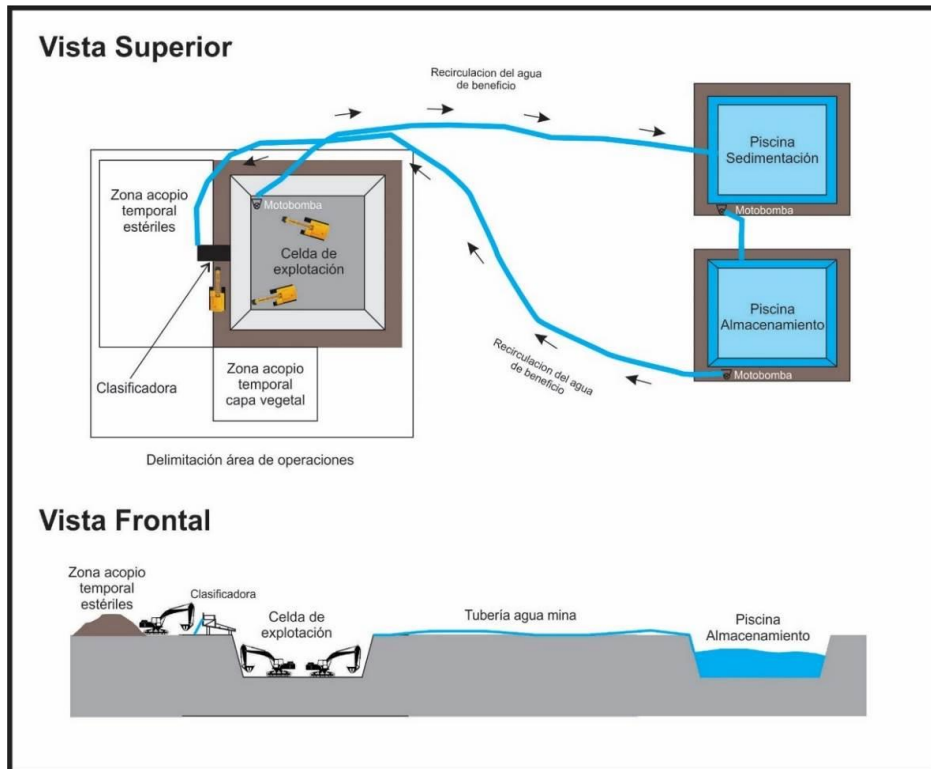 Vista Superior
Recirculacion del agua
de beneficio
Piscina
Sedimentación
Motobomba
Zona acopio
temporal
estériles
Motobomba
Celda de
explotación
Piscina
Almacenamiento
Motobomba
Recirculacion del agua
de beneficio
Clasificadora
Zona acopio
temporal
capa vegetal
Delimitación área de operaciones
Vista Frontal
Zona acopio
temporal
estériles
Clasificadora
Celda de
explotación
Tubería agua mina
Piscina
Almacenamiento